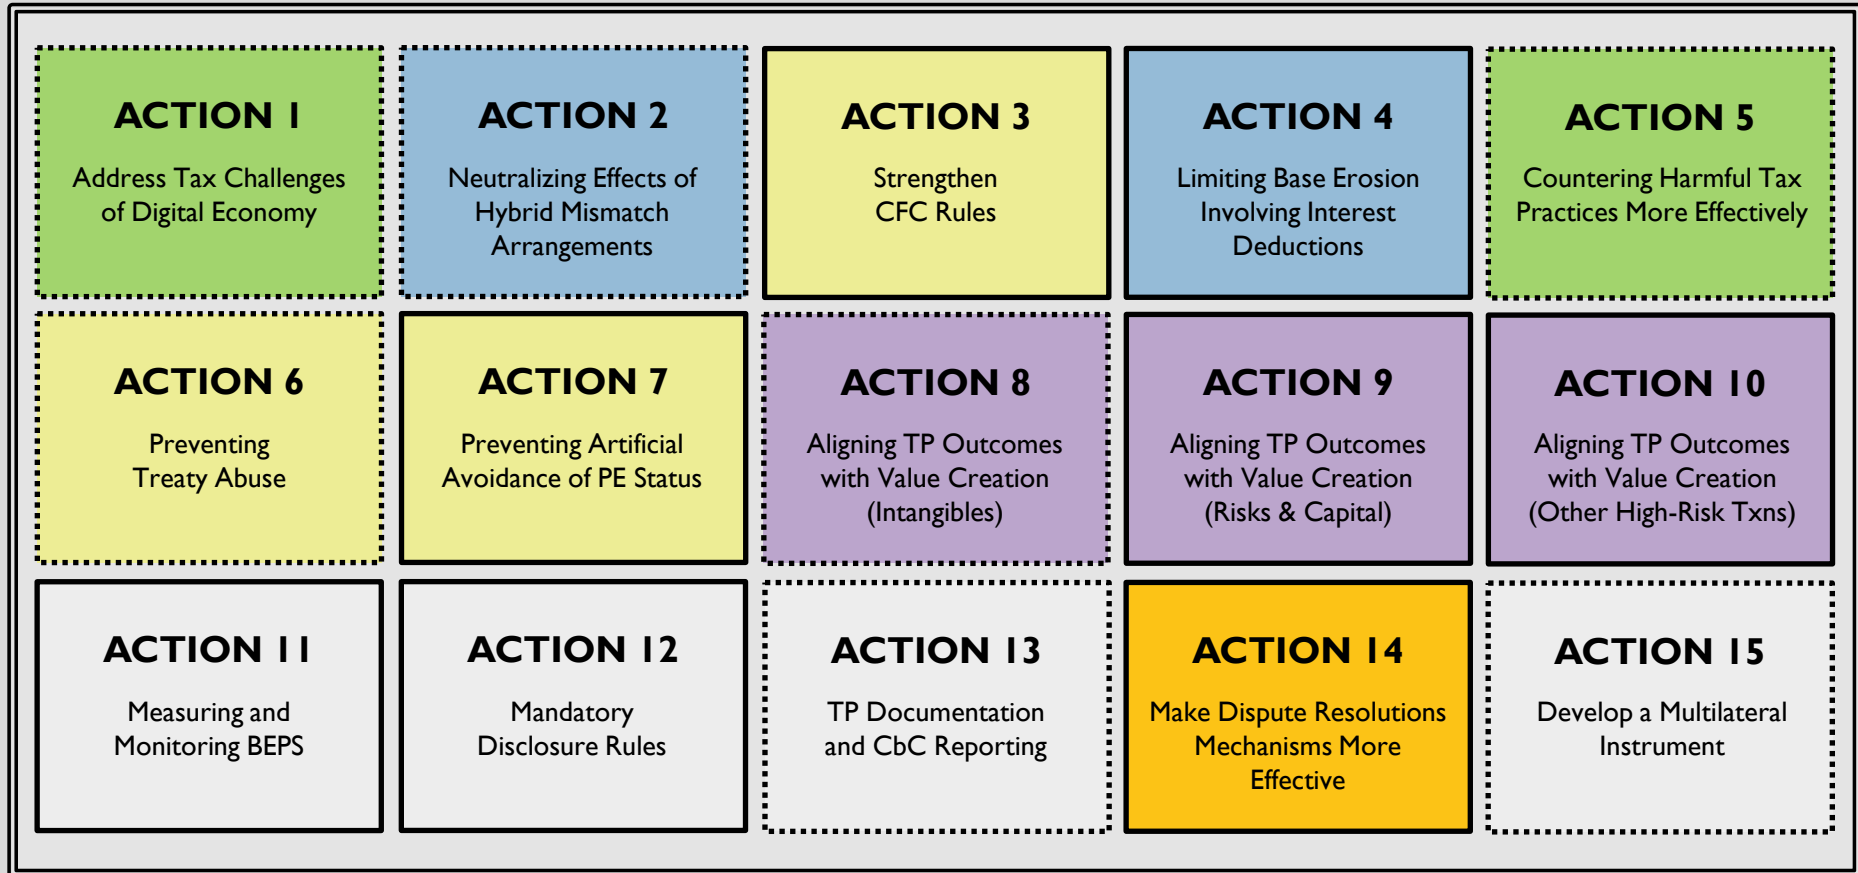 ACTION 1
Address Tax Challenges
of Digital Economy
ACTION 2
Neutralizing Effects of
Hybrid Mismatch
Arrangements
ACTION 3
Strengthen
CFC Rules
ACTION 4
Limiting Base Erosion
Involving Interest
Deductions
ACTION 5
Countering Harmful Tax
Practices More Effectively
ACTION 6
Preventing
Treaty Abuse
ACTION 7
Preventing Artificial
Avoidance of PE Status
ACTION 8
Aligning TP Outcomes
with Value Creation
(Intangibles)
ACTION 9
Aligning TP Outcomes
with Value Creation
(Risks & Capital)
ACTION 10
Aligning TP Outcomes
with Value Creation
(Other High-Risk Txns)
ACTION 11
Measuring and
Monitoring BEPS
ACTION 12
Mandatory
Disclosure Rules
ACTION 13
TP Documentation
and CbC Reporting
ACTION 14
Make Dispute Resolutions
Mechanisms More
Effective
ACTION 15
Develop a Multilateral
Instrument